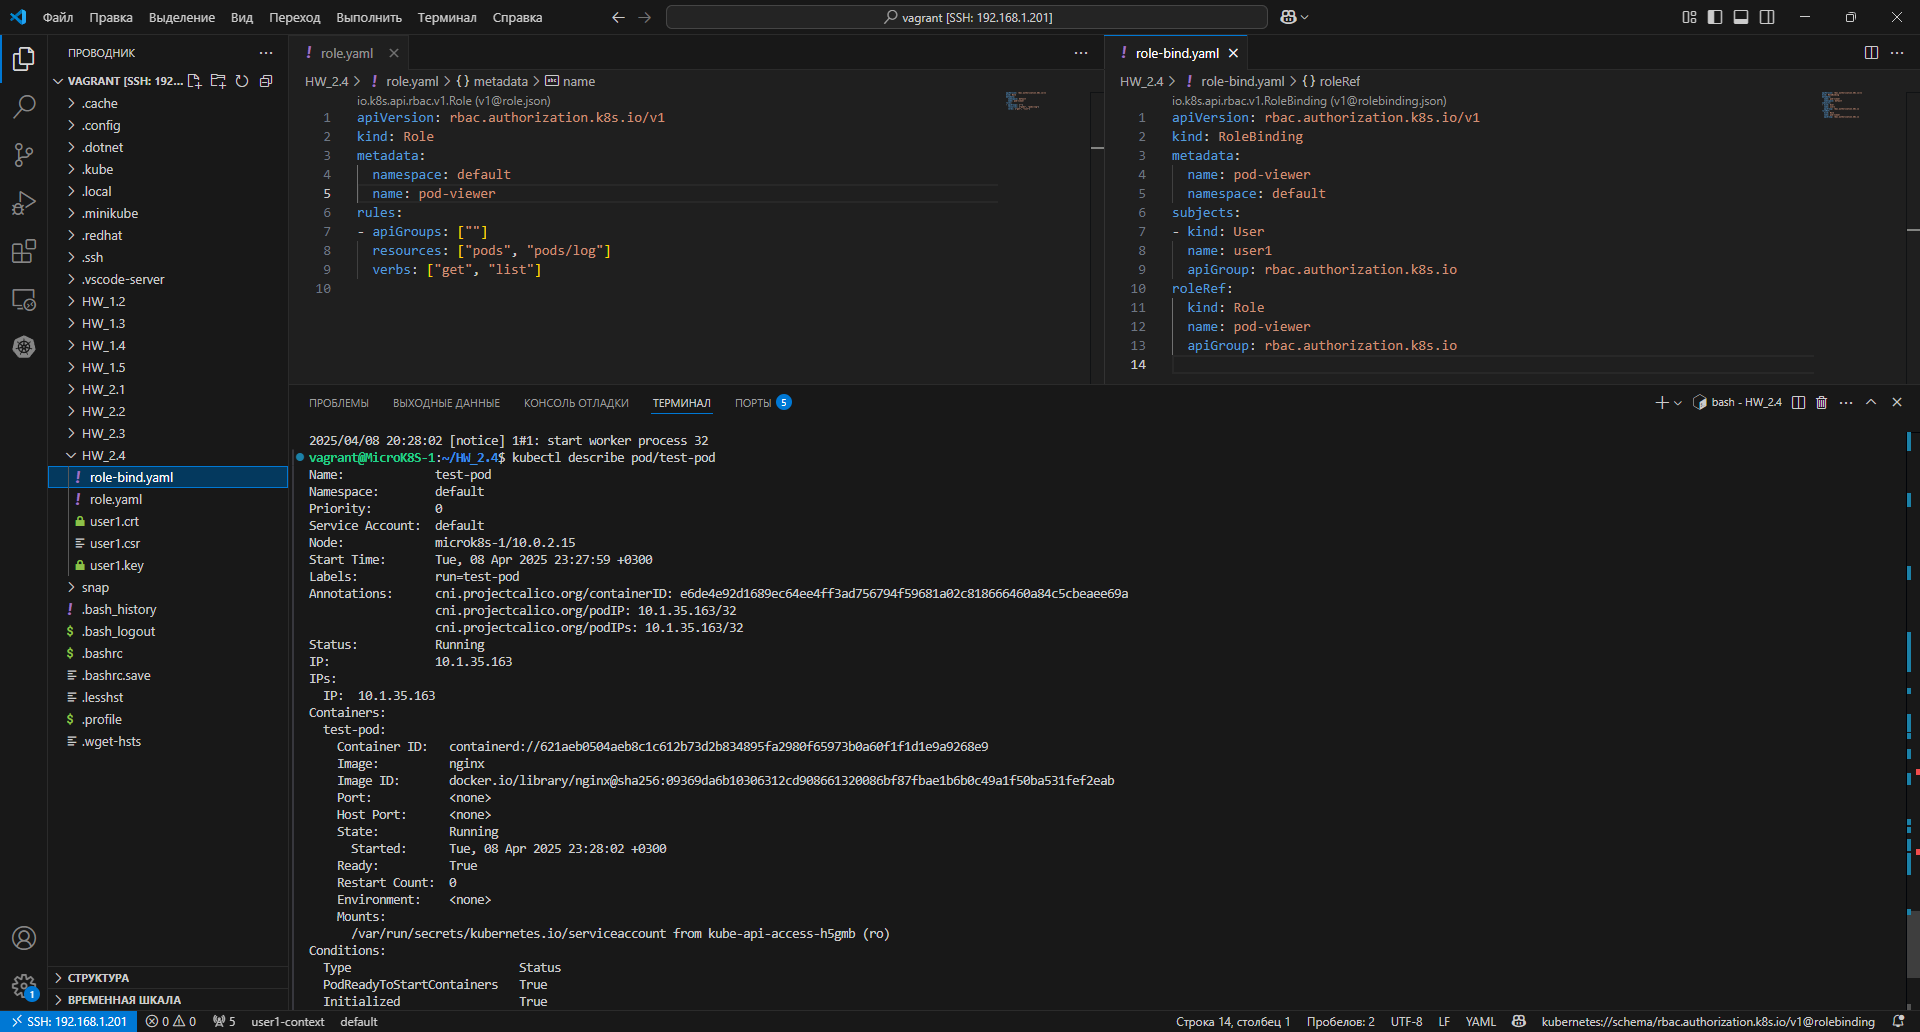 Файл Правка Выделение Вид Переход Выполнить Терминал Справка
vagrant [SSH: 192.168.1.201]
ПРОВОДНИК
VAGRANT [SSH: 192...
.cache
.config
.dotnet
.kube
.local
.minikube
.redhat
.ssh
.vscode-server
HW_1.2
HW_1.3
HW_1.4
HW_1.5
HW_2.1
HW_2.2
HW_2.3
HW_2.4
role-bind.yaml
role.yaml
user1.crt
user1.csr
user1.key
snap
.bash_history
.bash_logout
.bashrc
.bashrc.save
.lesshst
.profile
.wget-hsts
СТРУКТУРА
ВРЕМЕННАЯ ШКАЛА
role.yaml
HW_2.4 > role.yaml > {} metadata > name
io.k8s.api.rbac.v1.Role (v1@role.json)
1 apiVersion: rbac.authorization.k8s.io/v1
2 kind: Role
3 metadata:
4 namespace: default
5 name: pod-viewer
6 rules:
7 - apiGroups: [""]
8 resources: ["pods", "pods/log"]
9 verbs: ["get", "list"]
10
role-bind.yaml
HW_2.4 > role-bind.yaml > {} roleRef
io.k8s.api.rbac.v1.RoleBinding (v1@rolebinding.json)
1 apiVersion: rbac.authorization.k8s.io/v1
2 kind: RoleBinding
3 metadata:
4 name: pod-viewer
5 namespace: default
6 subjects:
7 - kind: User
8 name: user1
9 apiGroup: rbac.authorization.k8s.io
10 roleRef:
11 kind: Role
12 name: pod-viewer
13 apiGroup: rbac.authorization.k8s.io
14
ПРОБЛЕМЫ ВЫХОДНЫЕ ДАННЫЕ КОНСОЛЬ ОТЛАДКИ ТЕРМИНАЛ ПОРТЫ 5
bash - HW_2.4
2025/04/08 20:28:02 [notice] 1#1: start worker process 32
vagrant@MicroK8S-1:~/HW_2.4$ kubectl describe pod/test-pod
Name: test-pod
Namespace: default
Priority: 0
Service Account: default
Node: microk8s-1/10.0.2.15
Start Time: Tue, 08 Apr 2025 23:27:59 +0300
Labels: run=test-pod
Annotations: cni.projectcalico.org/containerID: e6de4e92d1689ec64ee4ff3ad756794f59681a02c818666460a84c5cbeaee69a
cni.projectcalico.org/podIP: 10.1.35.163/32
cni.projectcalico.org/podIPs: 10.1.35.163/32
Status: Running
IP: 10.1.35.163
IPs:
IP: 10.1.35.163
Containers:
test-pod:
Container ID: containerd://621aeb0504aeb8c1c612b73d2b834895fa2980f65973b0a60f1f1d1e9a9268e9
Image: nginx
Image ID: docker.io/library/nginx@sha256:09369da6b10306312cd908661320086bf87fbae1b6b0c49a1f50ba531fef2eab
Port: <none>
Host Port: <none>
State: Running
Started: Tue, 08 Apr 2025 23:28:02 +0300
Ready: True
Restart Count: 0
Environment: <none>
Mounts:
/var/run/secrets/kubernetes.io/serviceaccount from kube-api-access-h5gmb (ro)
Conditions:
Type Status
PodReadyToStartContainers True
Initialized True
1
SSH: 192.168.1.201 0 0 5 user1-context default
Строка 14, столбец 1 Пробелов: 2 UTF-8 LF YAML kubernetes://schema/rbac.authorization.k8s.io/v1@rolebinding